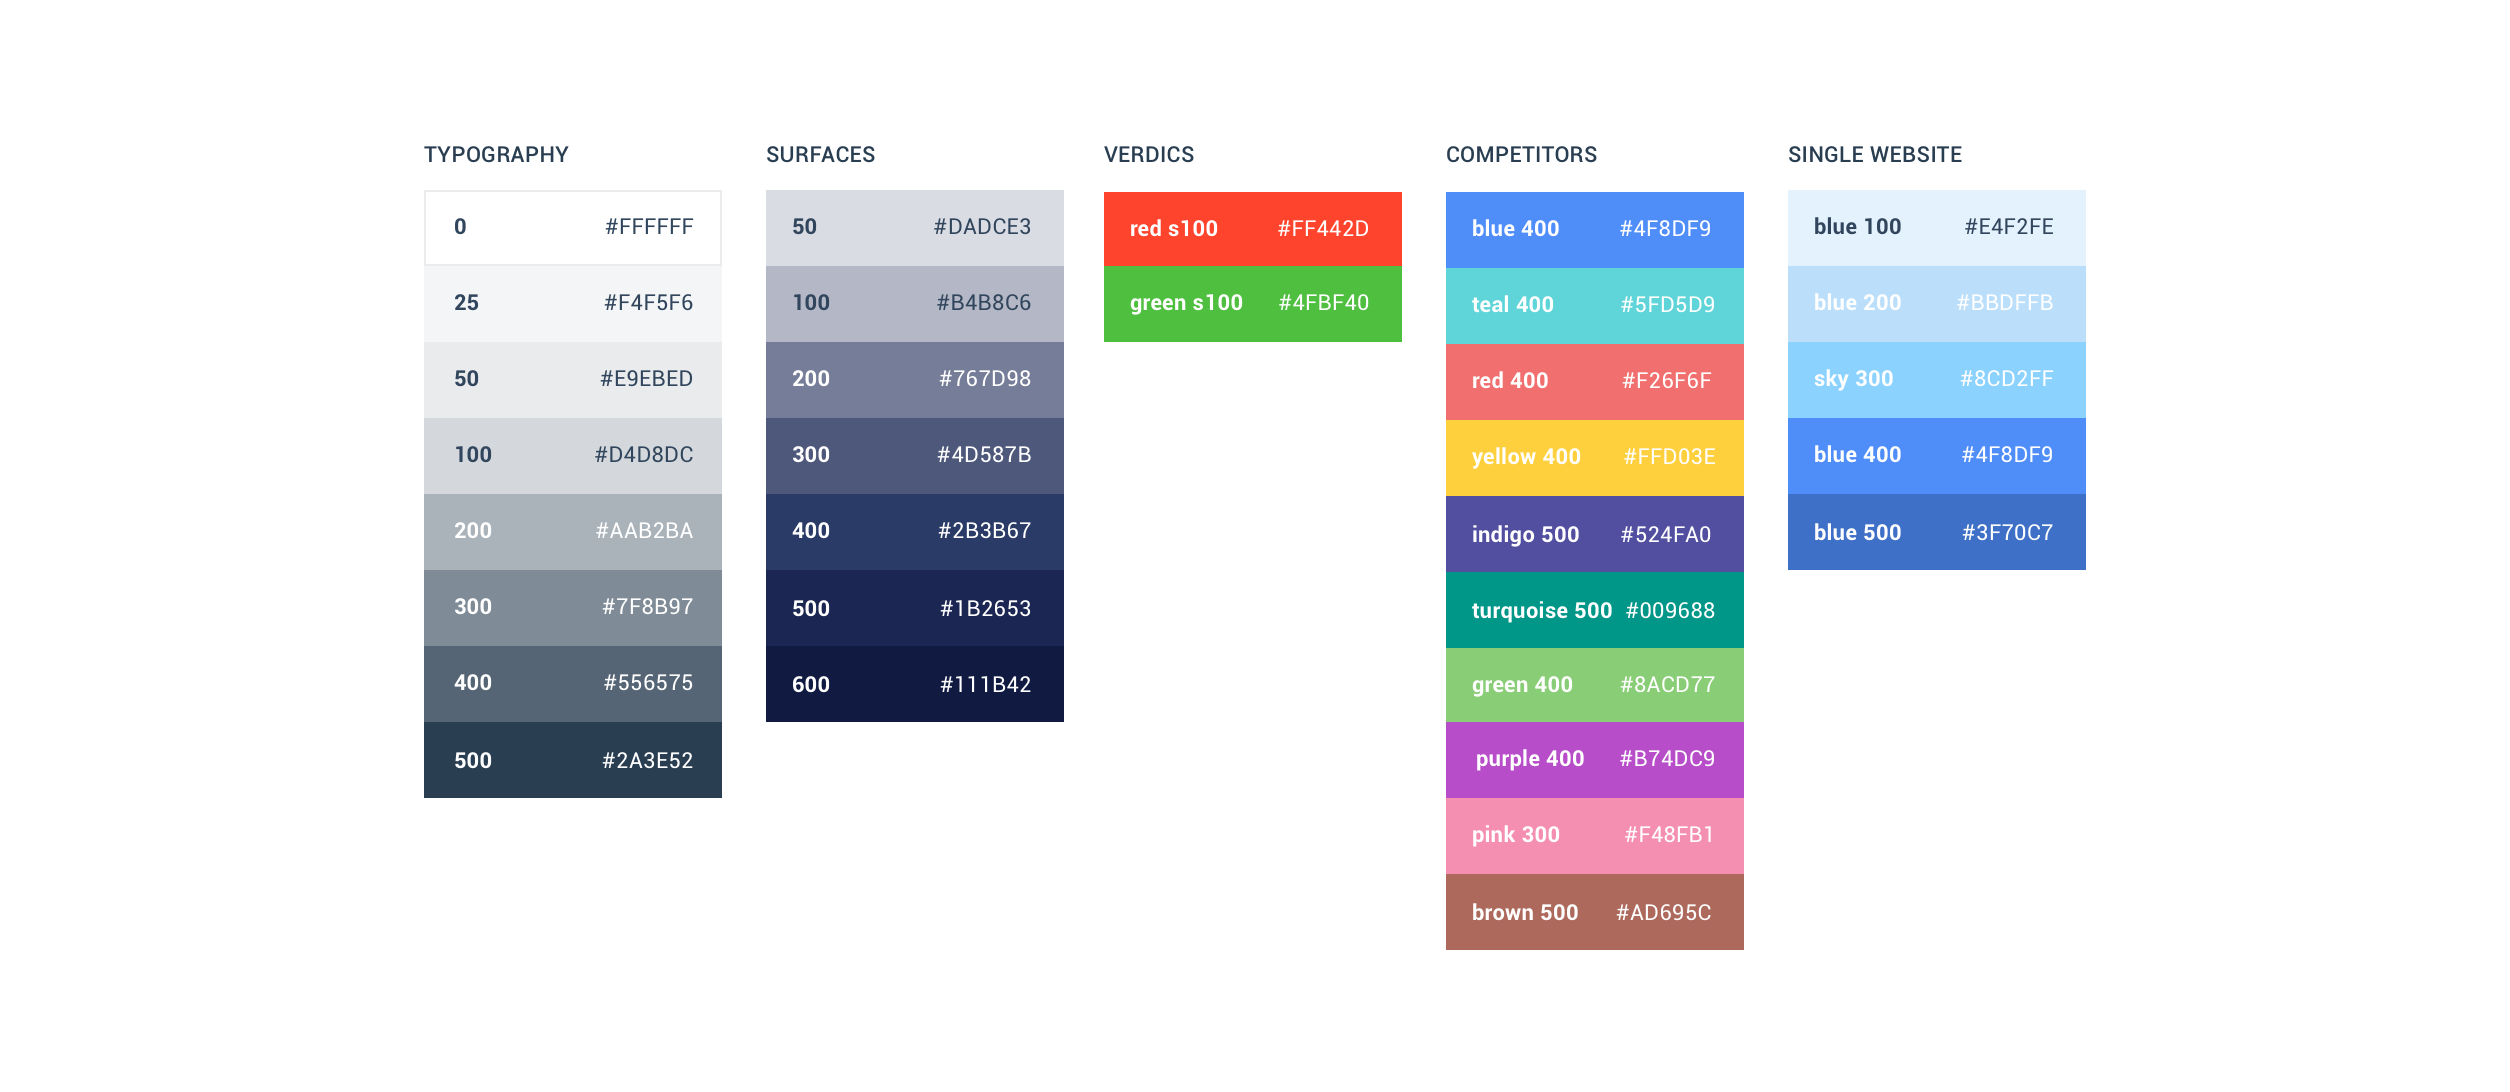 TYPOGRAPHY
0 #FFFFFF
25 #F4F5F6
50 #E9EBED
100 #D4D8DC
200 #AAB2BA
300 #7F8B97
400 #556575
500 #2A3E52
SURFACES
50 #DADCE3
100 #B4B8C6
200 #767D98
300 #4D587B
400 #2B3B67
500 #1B2653
600 #111B42
VERDICS
red s100 #FF442D
green s100 #4FBF40
COMPETITORS
blue 400 #4F8DF9
teal 400 #5FD5D9
red 400 #F26F6F
yellow 400 #FFD03E
indigo 500 #524FA0
turquoise 500 #009688
green 400 #8ACD77
purple 400 #B74DC9
pink 300 #F48FB1
brown 500 #AD695C
SINGLE WEBSITE
blue 100 #E4F2FE
blue 200 #BBDFFB
sky 300 #8CD2FF
blue 400 #4F8DF9
blue 500 #3F70C7